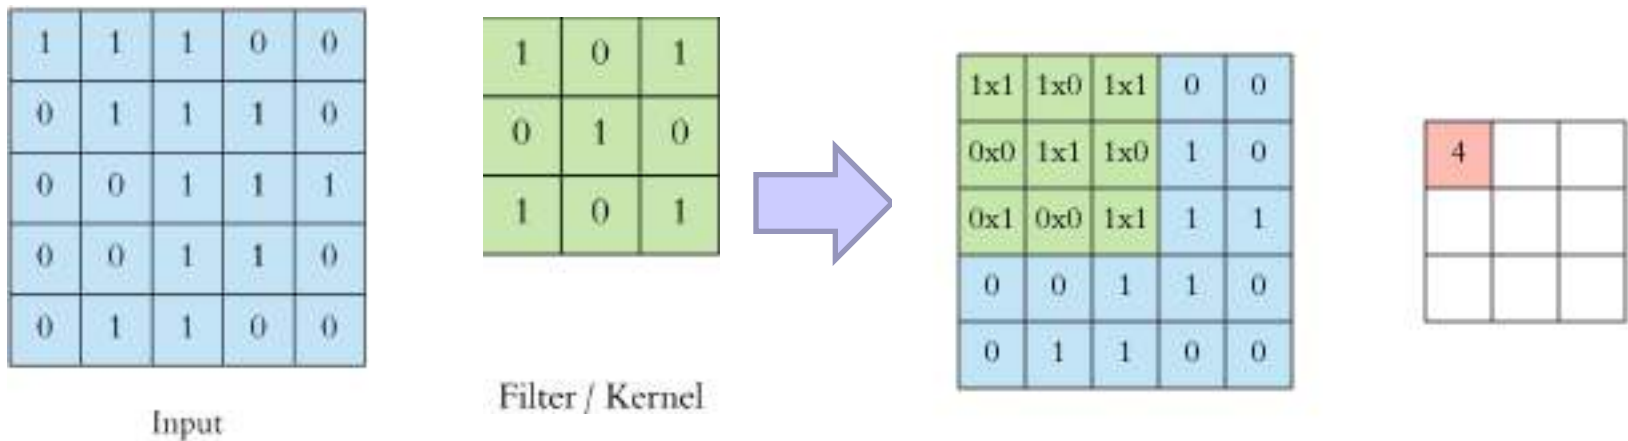 1 1 1 0 0
0 1 1 1 0
0 0 1 1 1
0 0 1 1 0
0 1 1 0 0
Input
1 0 1
0 1 0
1 0 1
Filter / Kernel
1x1 1x0 1x1 0 0
0x0 1x1 1x0 1 0
0x1 0x0 1x1 1 1
0 0 1 1 0
0 1 1 0 0
4